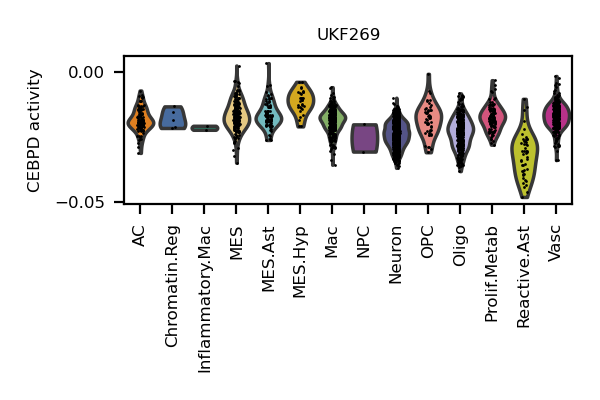 UKF269
CEBPD activity
0.00
−0.05
AC
Chromatin.Reg
Inflammatory.Mac
MES
MES.Ast
MES.Hyp
Mac
NPC
Neuron
OPC
Oligo
Prolif.Metab
Reactive.Ast
Vasc